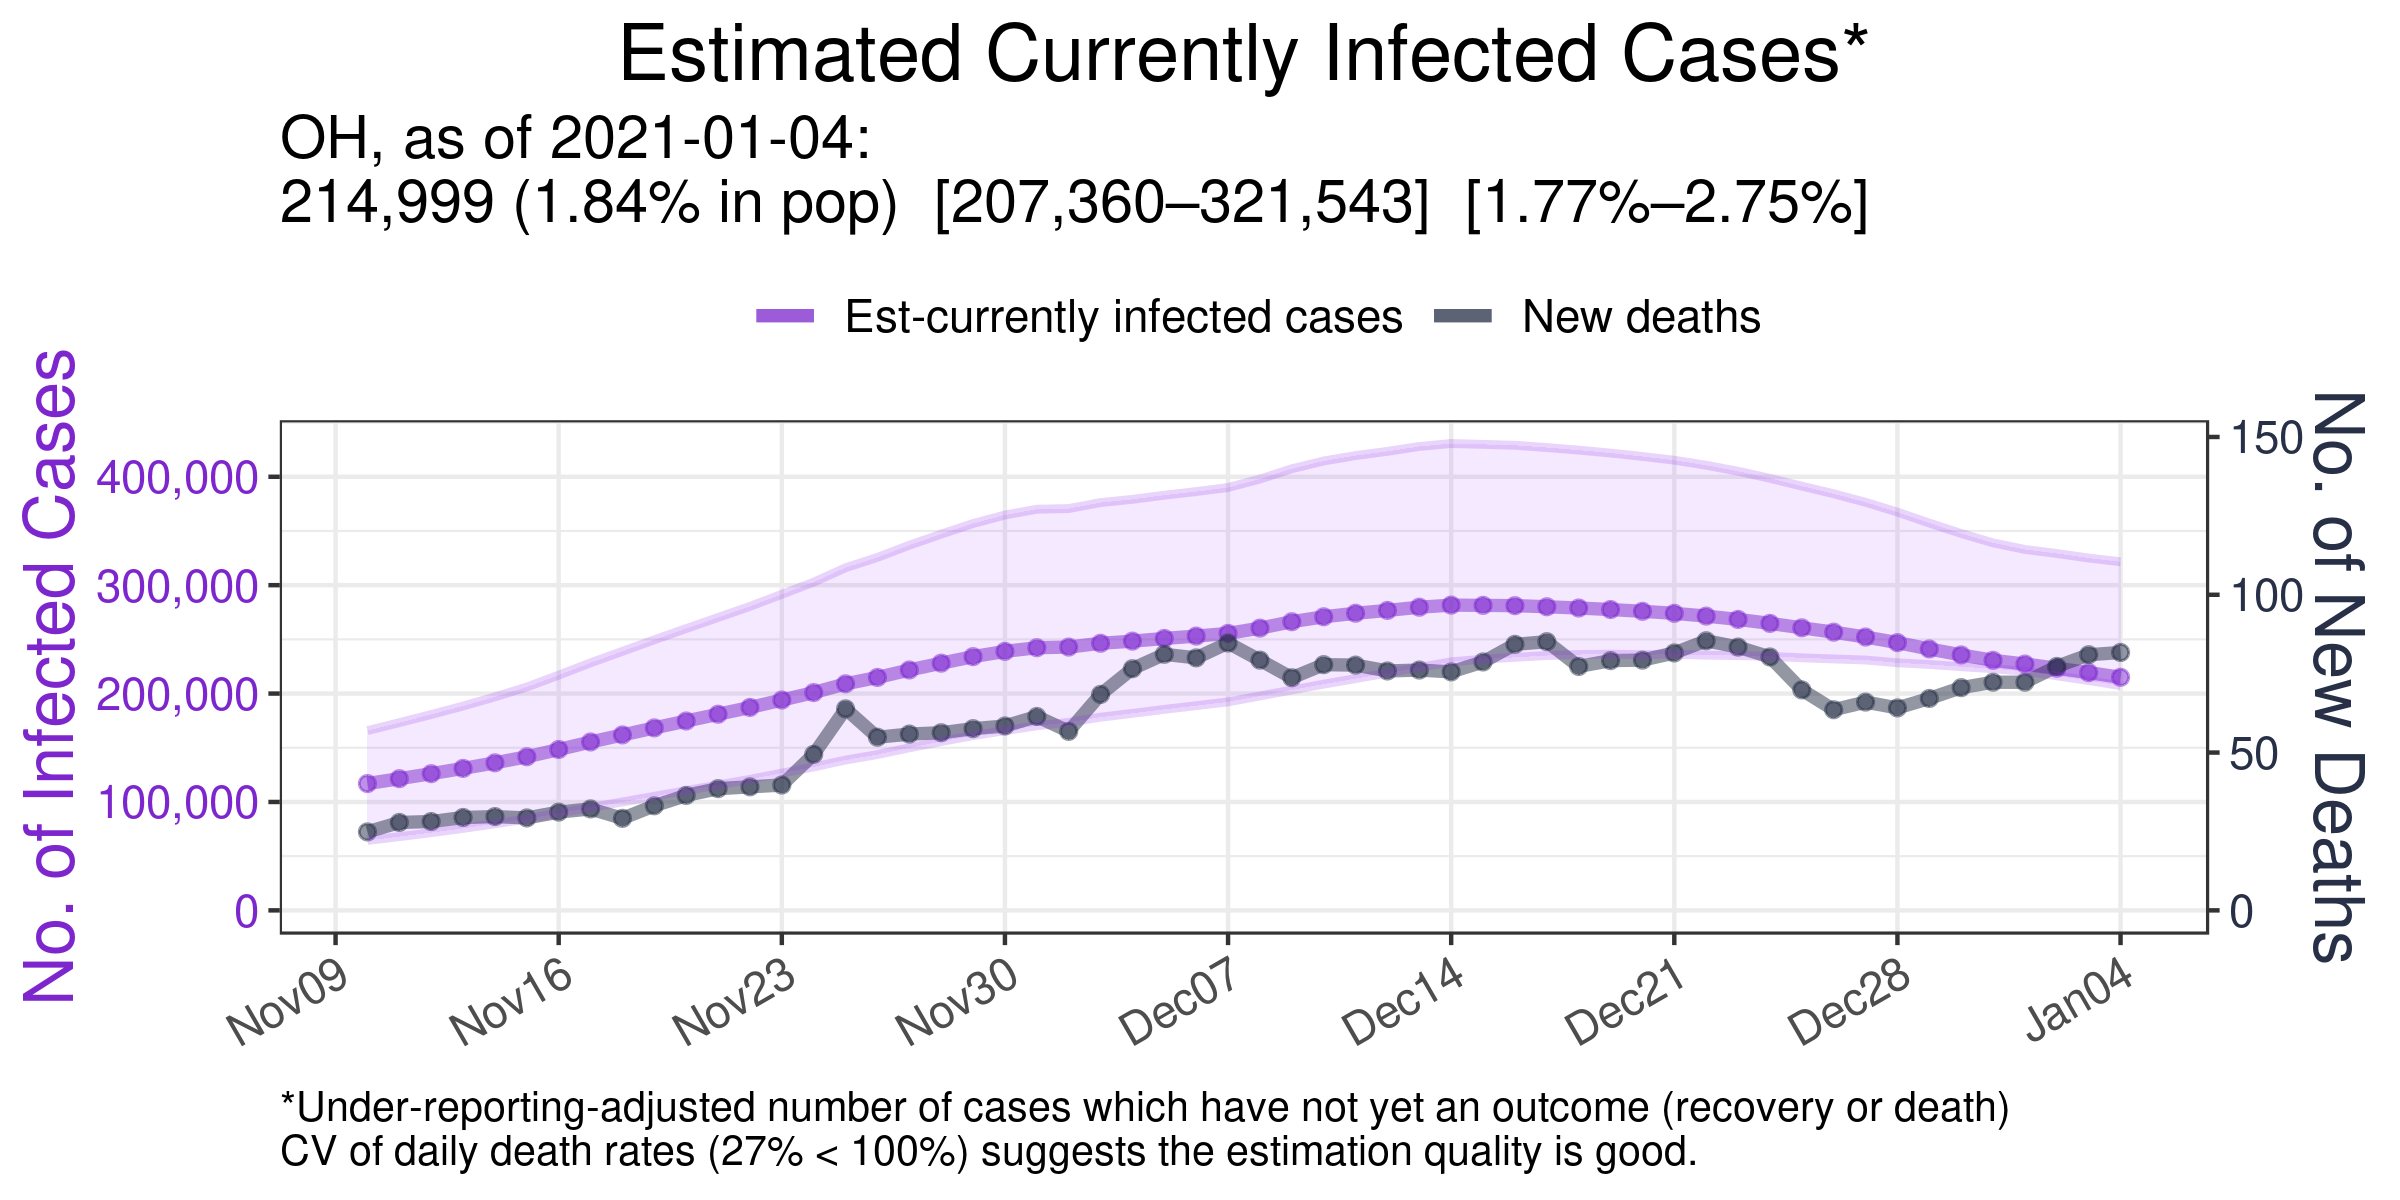 Estimated Currently Infected Cases*
OH, as of 2021-01-04:
214,999 (1.84% in pop)  [207,360–321,543]  [1.77%–2.75%]
Est-currently infected cases
New deaths
No. of Infected Cases
400,000
300,000
200,000
100,000
0
150
100
50
0
No. of New Deaths
Nov09
Nov16
Nov23
Nov30
Dec07
Dec14
Dec21
Dec28
Jan04
*Under-reporting-adjusted number of cases which have not yet an outcome (recovery or death)
CV of daily death rates (27% < 100%) suggests the estimation quality is good.